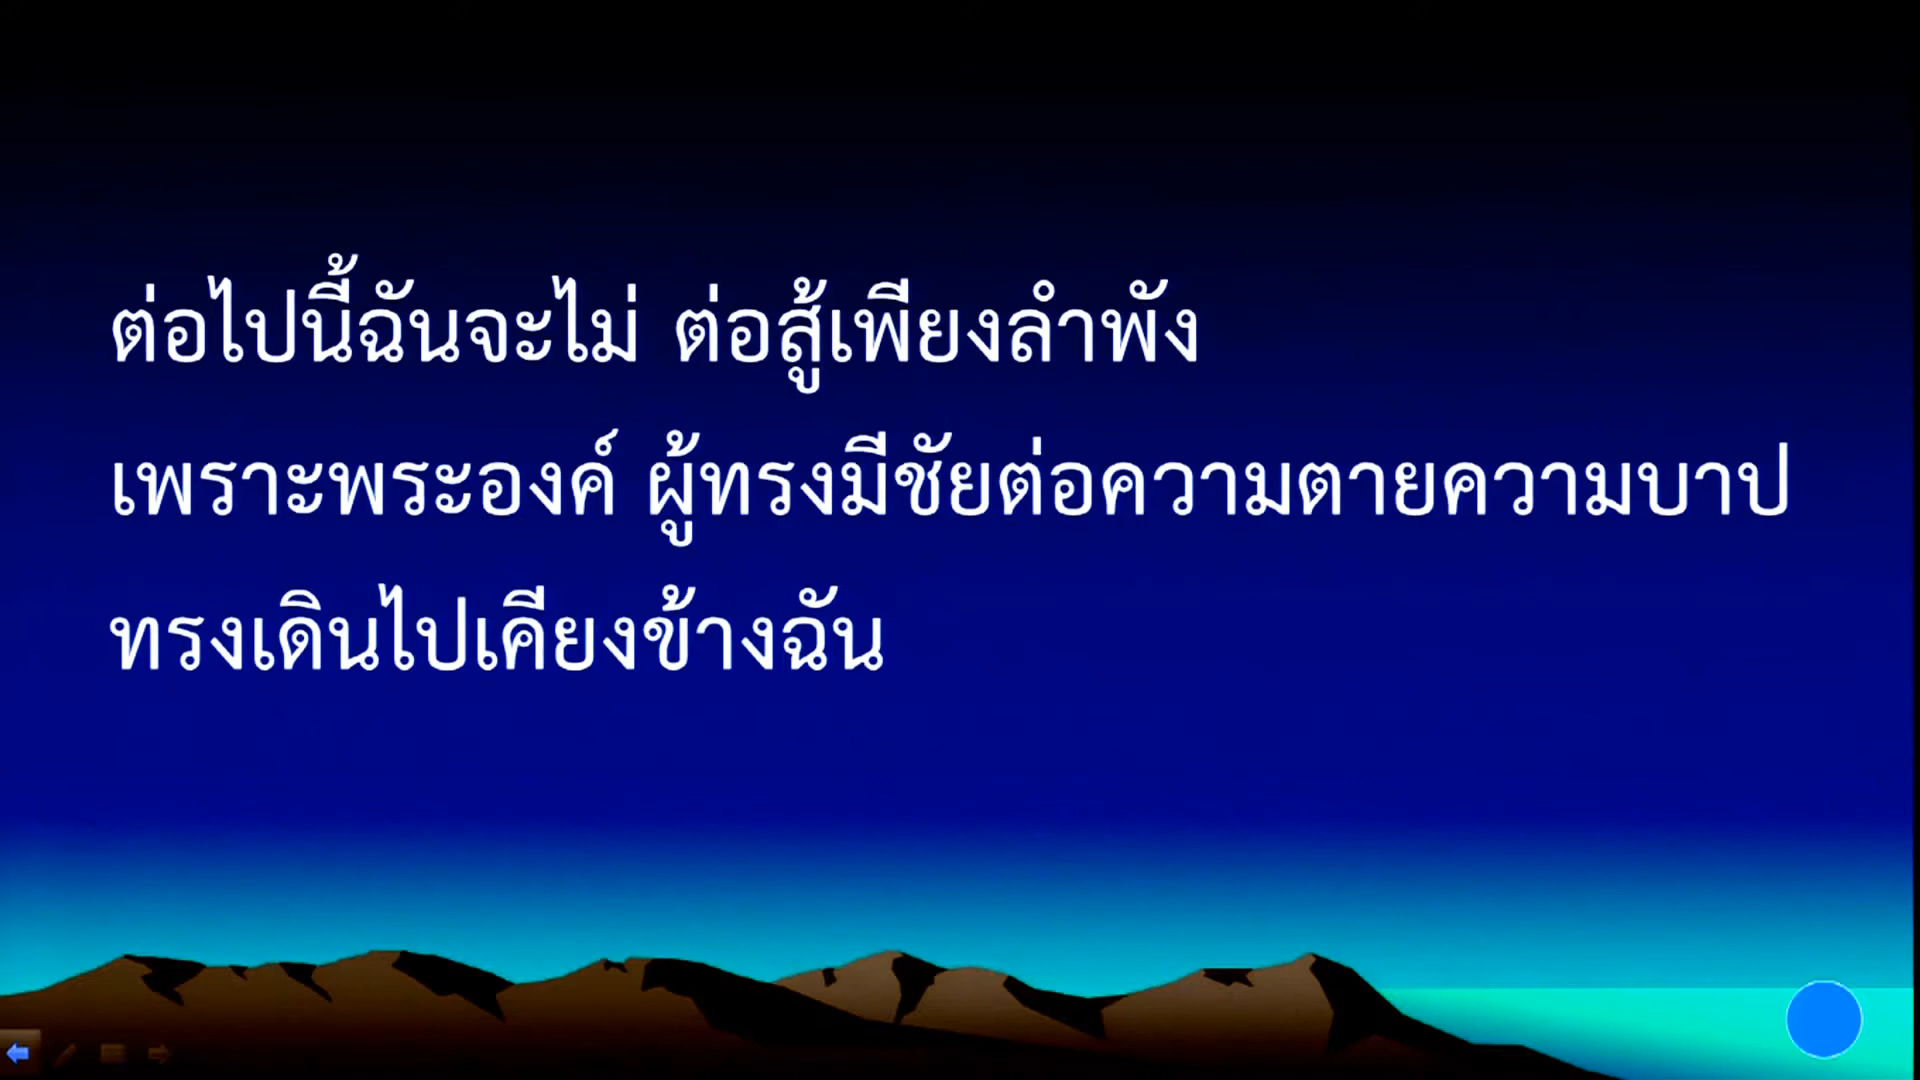 ต่อไปนี้ฉันจะไม่ ต่อสู้เพียงลำพัง
เพราะพระองค์ ผู้ทรงมีชัยต่อความตายความบาป
ทรงเดินไปเคียงข้างฉัน